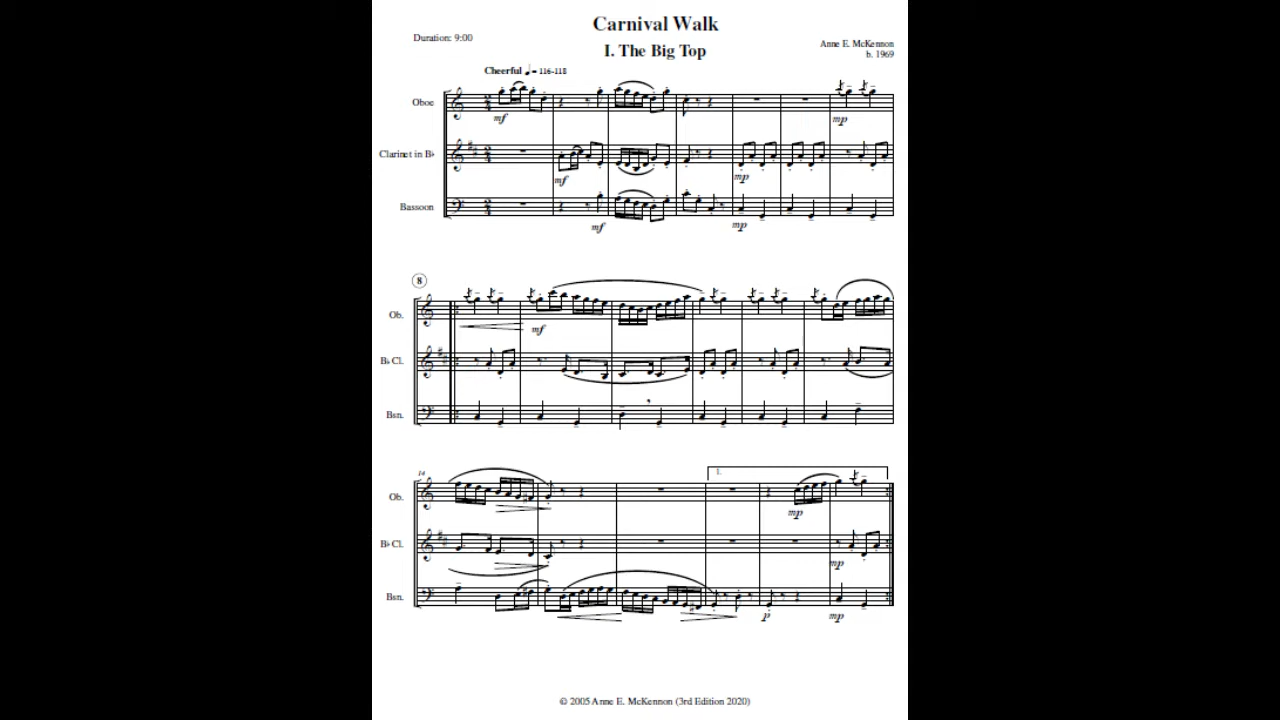 Carnival Walk
Duration: 9:00
I. The Big Top
Anne E. McKennon
b. 1969
Cheerful ♩ = 116-118
Oboe
mf
mp
Clarinet in B♭
mf
mp
Bassoon
mf
mp
8
Ob.
mf
B♭ Cl.
Bsn.
14
1.
Ob.
mp
B♭ Cl.
mp
Bsn.
p
mp
© 2005 Anne E. McKennon (3rd Edition 2020)